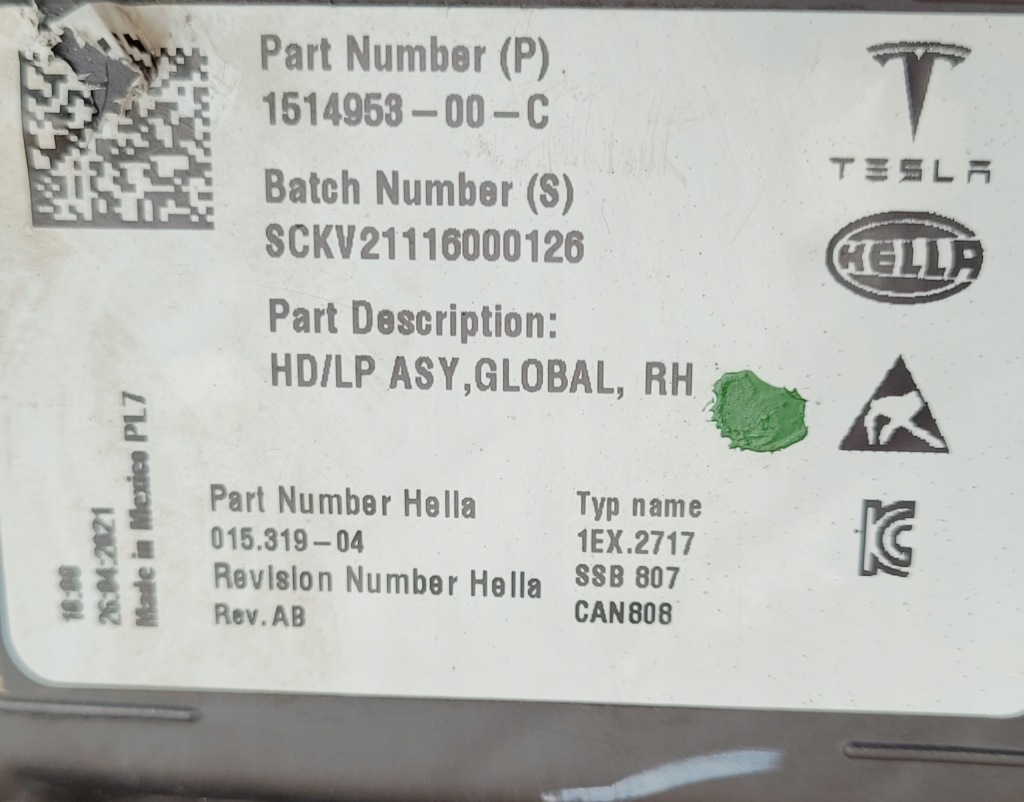 Part Number (P)
1514953-00-C
Batch Number (S)
SCKV21116000126
Part Description:
HD/LP ASY,GLOBAL, RH
TESLA
HELLA
Made in Mexico PL7
26:04:2021
Part Number Hella
015.319-04
Revision Number Hella
Rev. AB
Typ name
1EX.2717
SSB 807
CAN808